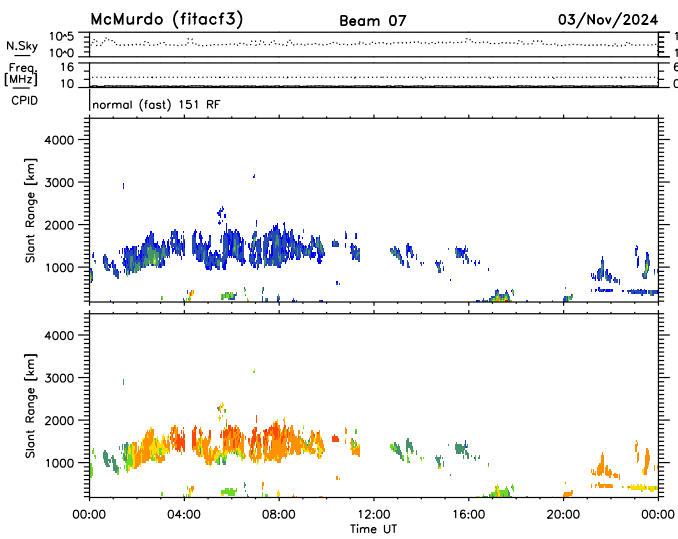 McMurdo (fitacf3) Beam 07 03/Nov/2024
N.Sky 10^5 10^0
Freq. [MHz] 16 10
CPID normal (fast) 151 RF
Slant Range [km]
4000
3000
2000
1000
Slant Range [km]
4000
3000
2000
1000
00:00 04:00 08:00 12:00 16:00 20:00 00:00
Time UT